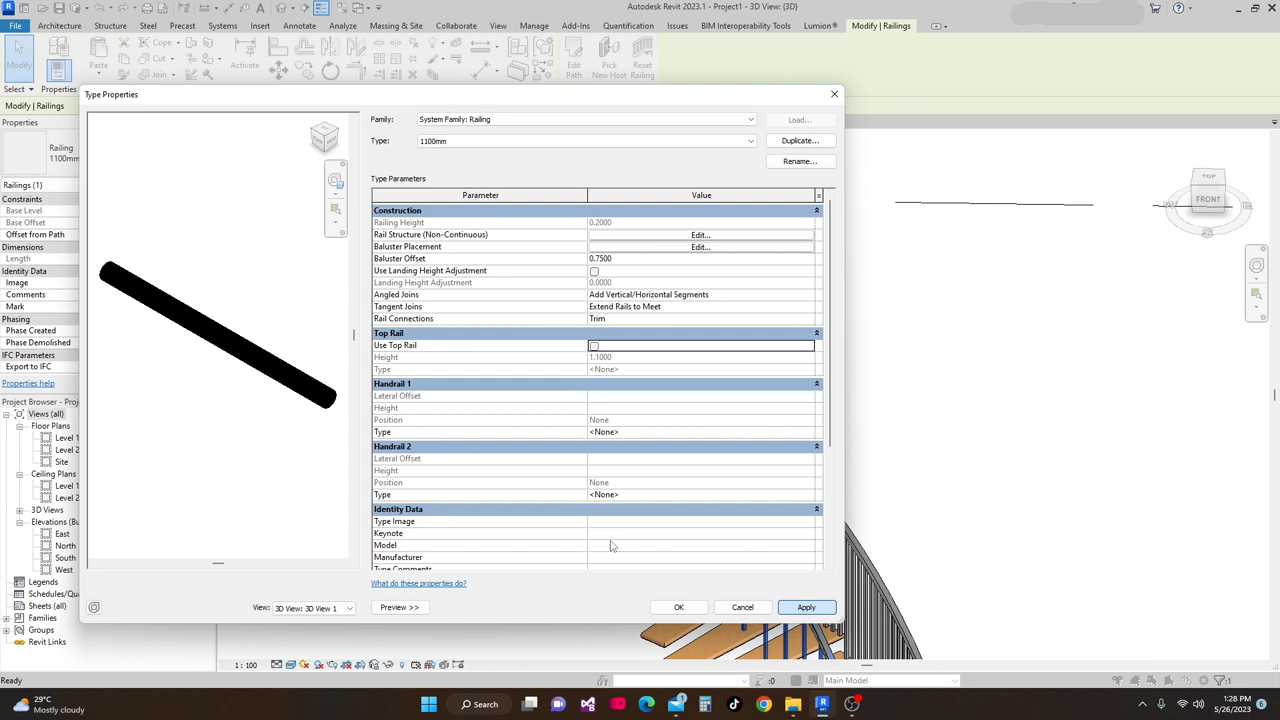 Autodesk Revit 2023.1 - Project1 - 3D View: {3D}
File Architecture Structure Steel Precast Systems Insert Annotate Analyze Massing & Site Collaborate View Manage Add-Ins Quantification Issues Interoperability Tools Lumion® Modify | Railings
Modify Paste Cope Cut Join Activate Edit Path Pick New Host Reset Railing
Select Properties
Modify | Railings
Properties
Railing
1100mm
Railings (1)
Constraints
Base Level
Base Offset
Offset from Path
Dimensions
Length
Identity Data
Image
Comments
Mark
Phasing
Phase Created
Phase Demolished
IFC Parameters
Export to IFC
Properties help
Project Browser -
Views (all)
Floor Plans
Level 1
Level 2
Site
Ceiling Plans
Level 1
Level 2
3D Views
Elevations (Bu
East
North
South
West
Legends
Schedules/Qua
Sheets (all)
Families
Groups
Revit Links
Type Properties
Family: System Family: Railing Load...
Type: 1100mm Duplicate...
Rename...
Type Parameters
Parameter Value =
Construction
Railing Height 0.2000
Rail Structure (Non-Continuous) Edit...
Baluster Placement Edit...
Baluster Offset 0.7500
Use Landing Height Adjustment
Landing Height Adjustment 0.0000
Angled Joins Add Vertical/Horizontal Segments
Tangent Joins Extend Rails to Meet
Rail Connections Trim
Top Rail
Use Top Rail
Height 1.1000
Type <None>
Handrail 1
Lateral Offset
Height
Position None
Type <None>
Handrail 2
Lateral Offset
Height
Position None
Type <None>
Identity Data
Type Image
Keynote
Model
Manufacturer
Type Comments
What do these properties do?
View: 3D View: 3D View 1 Preview >> OK Cancel Apply
TOP
FRONT
1 : 100
Ready :0 Main Model :1
29°C
Mostly cloudy
Search
1:28 PM
5/26/2023